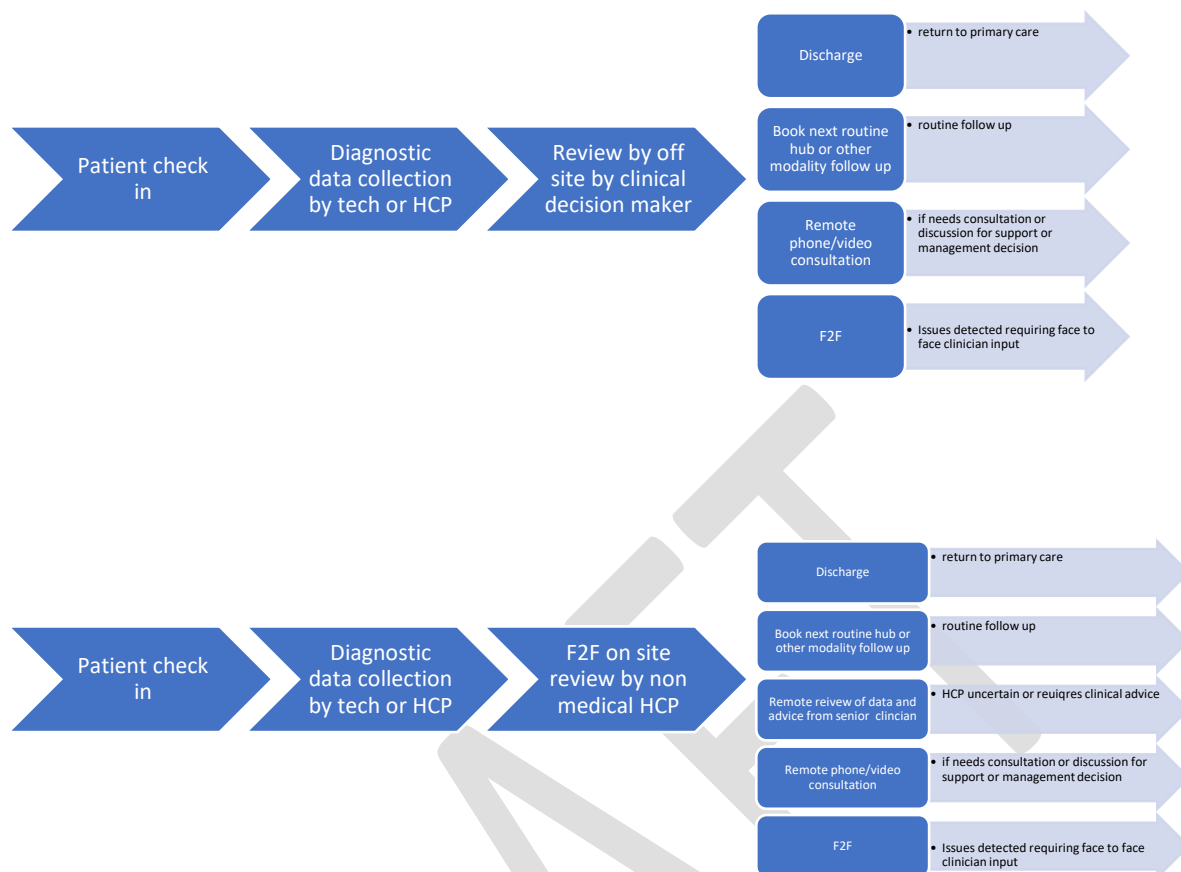 Patient check
in
Diagnostic
data collection
by tech or HCP
Review by off
site by clinical
decision maker
Discharge
• return to primary care
Book next routine
hub or other
modality follow up
• routine follow up
Remote
phone/video
consultation
• if needs consultation or
discussion for support or
management decision
F2F
• Issues detected requiring face to
face clinician input
Patient check
in
Diagnostic
data collection
by tech or HCP
F2F on site
review by non
medical HCP
Discharge
• return to primary care
Book next routine hub or
other modality follow up
• routine follow up
Remote reivew of data and
advice from senior clincian
• HCP uncertain or reuiqres clinical advice
Remote phone/video
consultation
• if needs consultation or discussion for
support or management decision
F2F
• Issues detected requiring face to face
clinician input